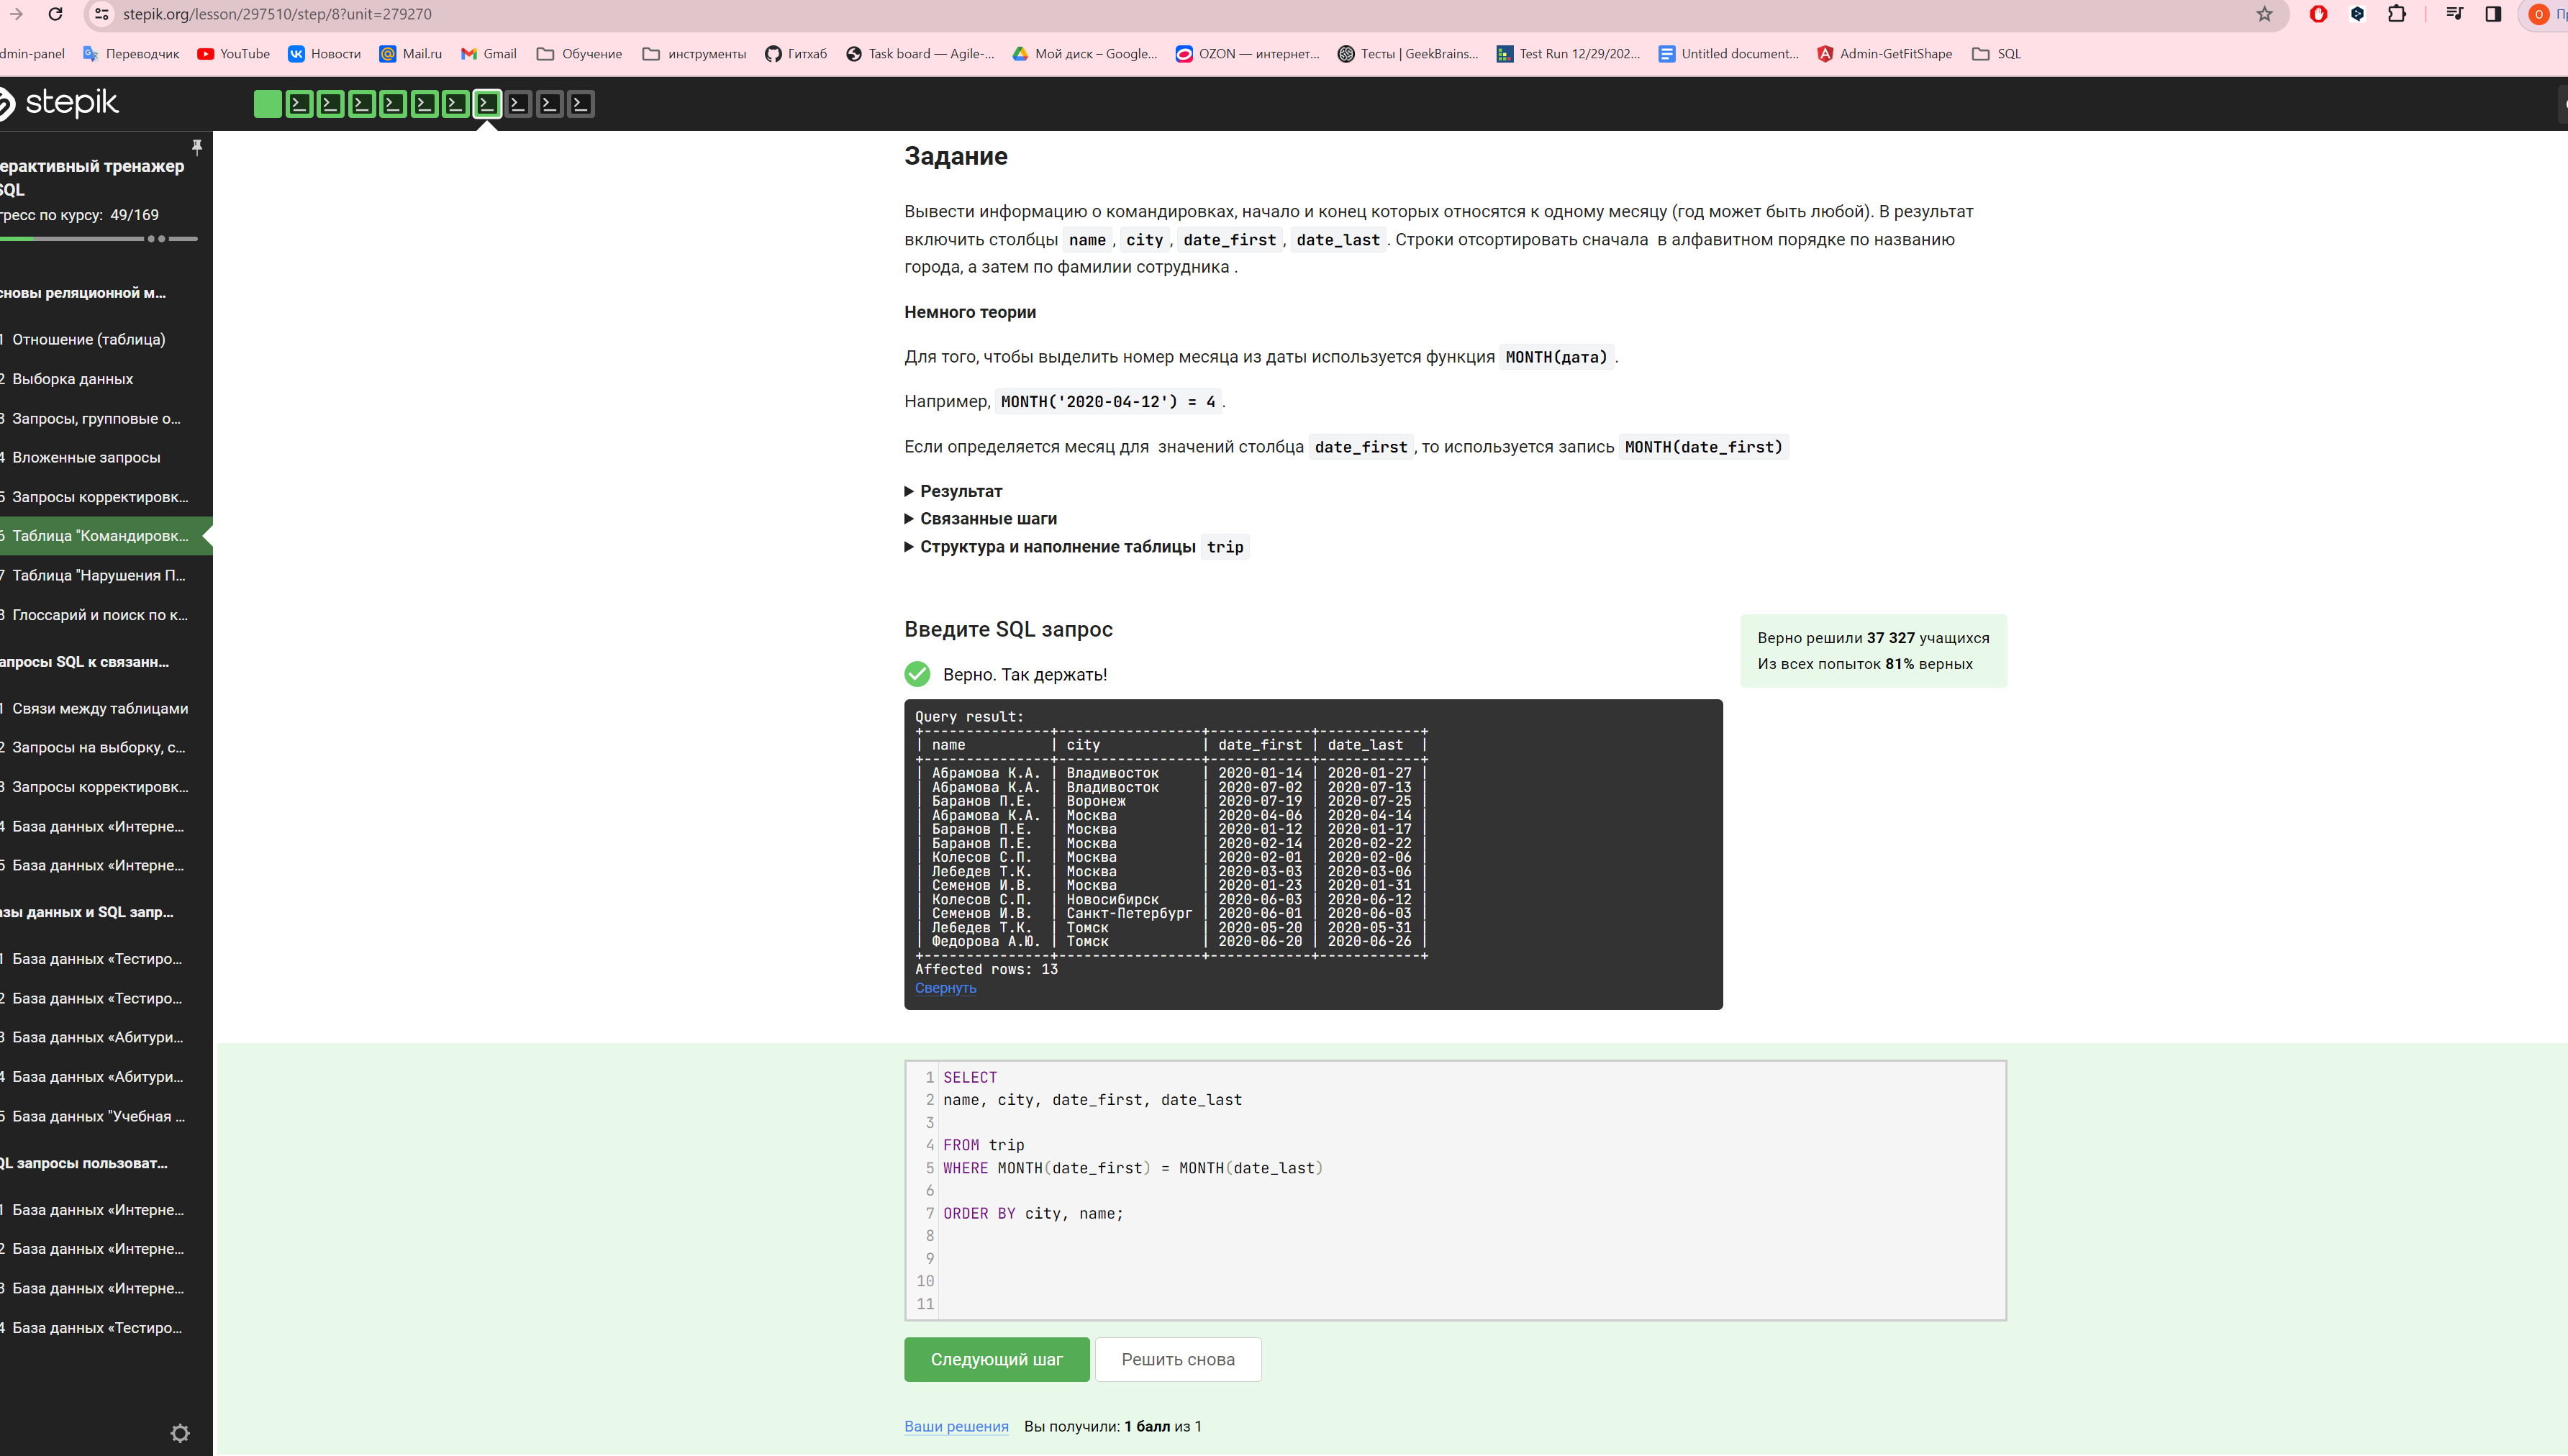 stepik.org/lesson/297510/step/8?unit=279270
О
dmin-panel Переводчик YouTube Новости Mail.ru Gmail Обучение инструменты Гитхаб Task board — Agile-... Мой диск – Google... OZON — интернет... Тесты | GeekBrains... Test Run 12/29/202... Untitled document... Admin-GetFitShape SQL
stepik
ерактивный тренажер
SQL
гресс по курсу: 49/169
сновы реляционной м...
1 Отношение (таблица)
2 Выборка данных
3 Запросы, групповые о...
4 Вложенные запросы
5 Запросы корректировк...
6 Таблица "Командировк...
7 Таблица "Нарушения П...
8 Глоссарий и поиск по к...
апросы SQL к связанн...
1 Связи между таблицами
2 Запросы на выборку, с...
3 Запросы корректировк...
4 База данных «Интерне...
5 База данных «Интерне...
азы данных и SQL запр...
1 База данных «Тестиро...
2 База данных «Тестиро...
3 База данных «Абитури...
4 База данных «Абитури...
5 База данных "Учебная ...
QL запросы пользоват...
1 База данных «Интерне...
2 База данных «Интерне...
3 База данных «Интерне...
4 База данных «Тестиро...
Задание
Вывести информацию о командировках, начало и конец которых относятся к одному месяцу (год может быть любой). В результат
включить столбцы name , city , date_first , date_last . Строки отсортировать сначала в алфавитном порядке по названию
города, а затем по фамилии сотрудника .
Немного теории
Для того, чтобы выделить номер месяца из даты используется функция MONTH(дата) .
Например, MONTH('2020-04-12') = 4 .
Если определяется месяц для значений столбца date_first , то используется запись MONTH(date_first)
Результат
Связанные шаги
Структура и наполнение таблицы trip
Введите SQL запрос
Верно решили 37 327 учащихся
Из всех попыток 81% верных
Верно. Так держать!
Query result:
+---------------+-----------------+------------+------------+
| name | city | date_first | date_last |
+---------------+-----------------+------------+------------+
| Абрамова К.А. | Владивосток | 2020-01-14 | 2020-01-27 |
| Абрамова К.А. | Владивосток | 2020-07-02 | 2020-07-13 |
| Баранов П.Е. | Воронеж | 2020-07-19 | 2020-07-25 |
| Абрамова К.А. | Москва | 2020-04-06 | 2020-04-14 |
| Баранов П.Е. | Москва | 2020-01-12 | 2020-01-17 |
| Баранов П.Е. | Москва | 2020-02-14 | 2020-02-22 |
| Колесов С.П. | Москва | 2020-02-01 | 2020-02-06 |
| Лебедев Т.К. | Москва | 2020-03-03 | 2020-03-06 |
| Семенов И.В. | Москва | 2020-01-23 | 2020-01-31 |
| Колесов С.П. | Новосибирск | 2020-06-03 | 2020-06-12 |
| Семенов И.В. | Санкт-Петербург | 2020-06-01 | 2020-06-03 |
| Лебедев Т.К. | Томск | 2020-05-20 | 2020-05-31 |
| Федорова А.Ю. | Томск | 2020-06-20 | 2020-06-26 |
+---------------+-----------------+------------+------------+
Affected rows: 13
Свернуть
1 SELECT
2 name, city, date_first, date_last
3
4 FROM trip
5 WHERE MONTH(date_first) = MONTH(date_last)
6
7 ORDER BY city, name;
8
9
10
11
Следующий шаг Решить снова
Ваши решения Вы получили: 1 балл из 1